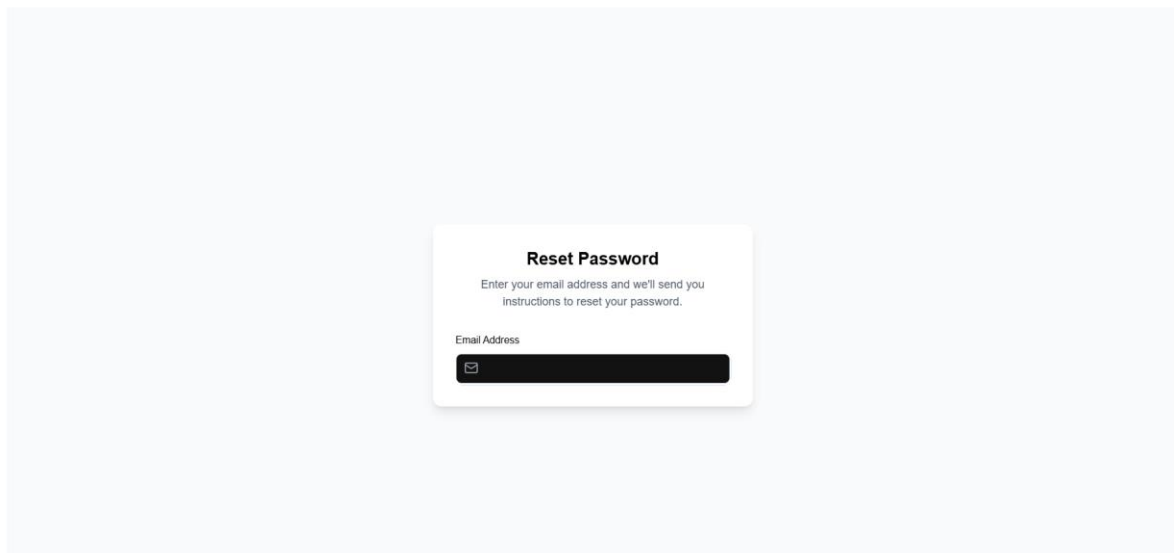 Reset Password
Enter your email address and we'll send you
instructions to reset your password.
Email Address